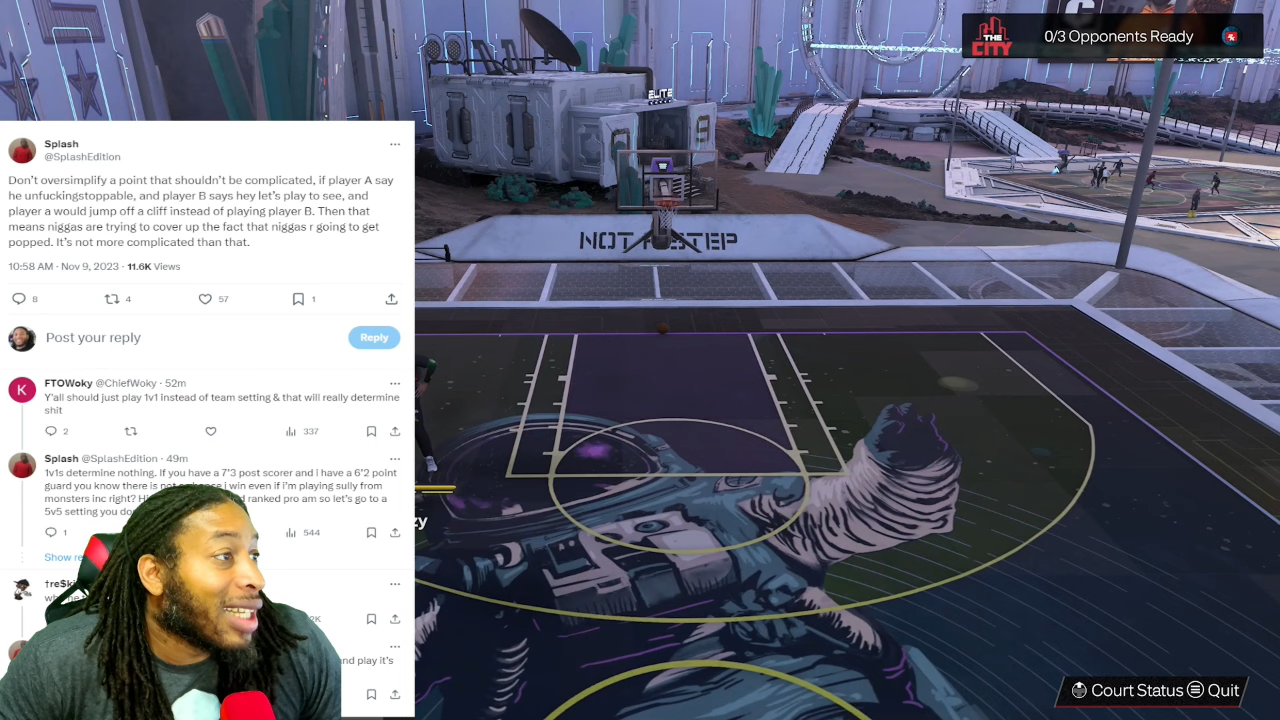 THE
CITY
0/3 Opponents Ready
ELITE
Splash
@SplashEdition
Don't oversimplify a point that shouldn't be complicated, if player A say
he unfuckingstoppable, and player B says hey let's play to see, and
player a would jump off a cliff instead of playing player B. Then that
means niggas are trying to cover up the fact that niggas r going to get
popped. It's not more complicated than that.
10:58 AM · Nov 9, 2023 · 11.6K Views
8 4 57 1
Post your reply
Reply
K
FTOWoky @ChiefWoky · 52m
Y'all should just play 1v1 instead of team setting & that will really determine
shit
2 337
Splash @SplashEdition · 49m
1v1s determine nothing. If you have a 7'3 post scorer and i have a 6'2 point
guard you know there is not a chance i win even if i'm playing sully from
monsters inc right? ranked pro am so let's go to a
5v5 setting you
1 544
Show
and play it's
NOT STEP
zy
Court Status Quit